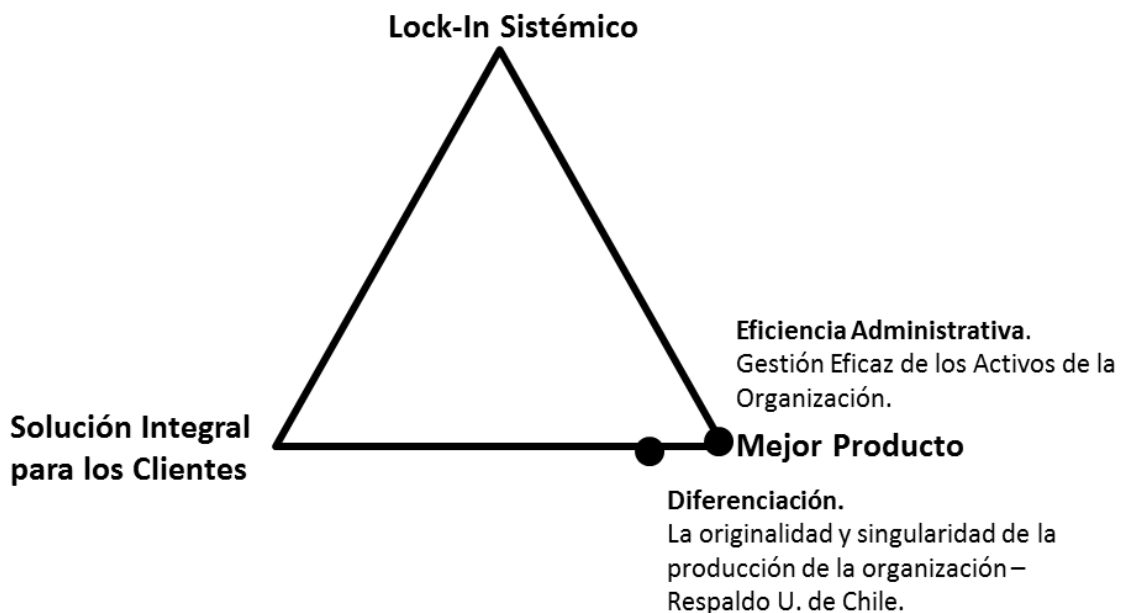 Lock-In Sistémico
Eficiencia Administrativa.
Gestión Eficaz de los Activos de la
Organización.
Solución Integral
para los Clientes
Mejor Producto
Diferenciación.
La originalidad y singularidad de la
producción de la organización –
Respaldo U. de Chile.